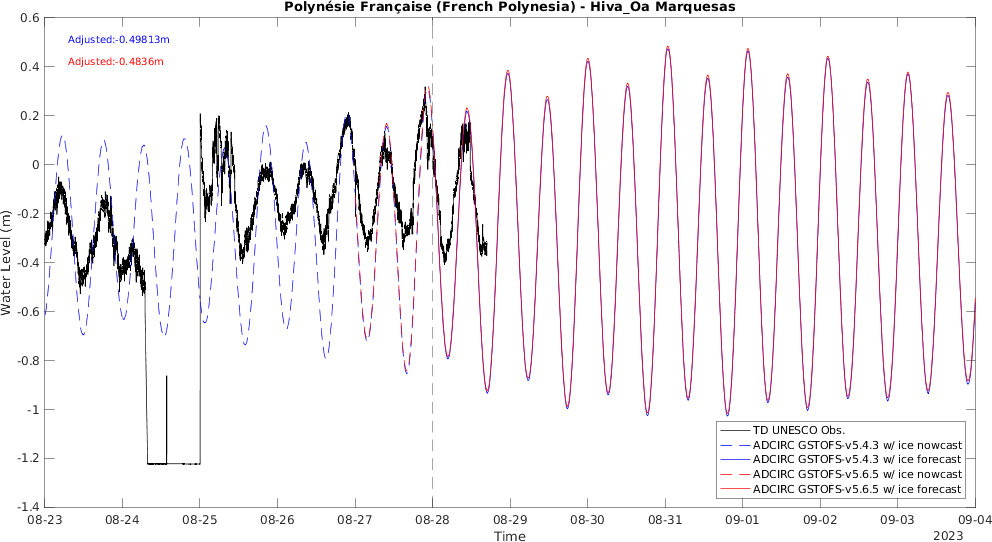 Polynésie Française (French Polynesia) - Hiva_Oa Marquesas
0.6
Adjusted:-0.49813m
Adjusted:-0.4836m
0.4
0.2
0
-0.2
-0.4
-0.6
-0.8
-1
-1.2
-1.4
Water Level (m)
TD UNESCO Obs.
ADCIRC GSTOFS-v5.4.3 w/ ice nowcast
ADCIRC GSTOFS-v5.4.3 w/ ice forecast
ADCIRC GSTOFS-v5.6.5 w/ ice nowcast
ADCIRC GSTOFS-v5.6.5 w/ ice forecast
08-23 08-24 08-25 08-26 08-27 08-28 08-29 08-30 08-31 09-01 09-02 09-03 09-04
Time
2023